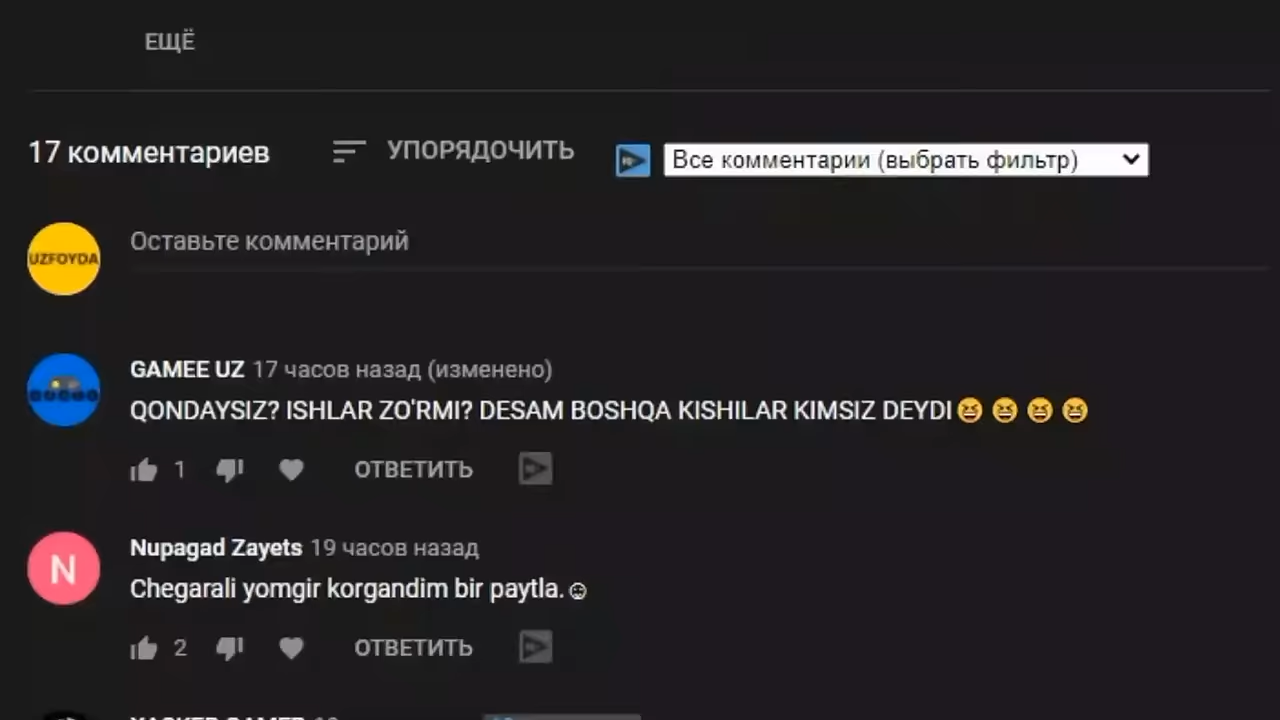 ЕЩЁ
17 комментариев УПОРЯДОЧИТЬ Все комментарии (выбрать фильтр)
UZFOYDA
Оставьте комментарий
GAMEE UZ 17 часов назад (изменено)
QONDAYSIZ? ISHLAR ZO'RMI? DESAM BOSHQA KISHILAR KIMSIZ DEYDI😆 😆 😆 😆
1 ОТВЕТИТЬ
N
Nupagad Zayets 19 часов назад
Chegarali yomgir korgandim bir paytla.☺
2 ОТВЕТИТЬ